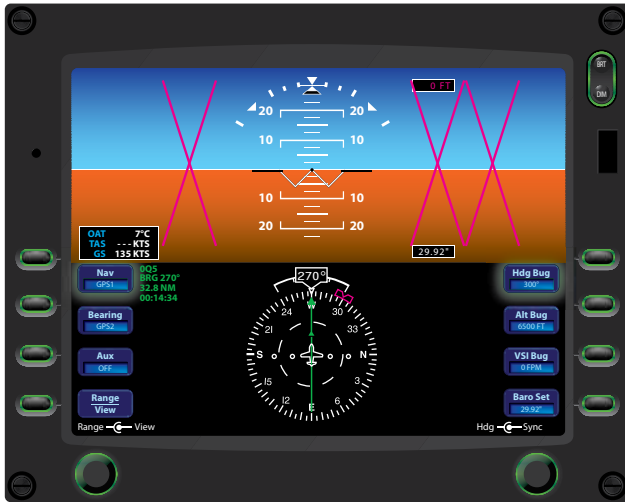 BRT
DIM
0 FT
20 20
10 10
10 10
20 20
OAT 7°C
TAS - - - KTS
GS 135 KTS
29.92"
Nav
GPS1
0Q5
BRG 270°
32.8 NM
00:14:34
270°
Hdg Bug
300°
24 W 30
21 33
Bearing
GPS2
Alt Bug
6500 FT
S N
Aux
OFF
VSI Bug
0 FPM
15 3
12 E 6
Range
View
Baro Set
29.92"
Range View
Hdg Sync